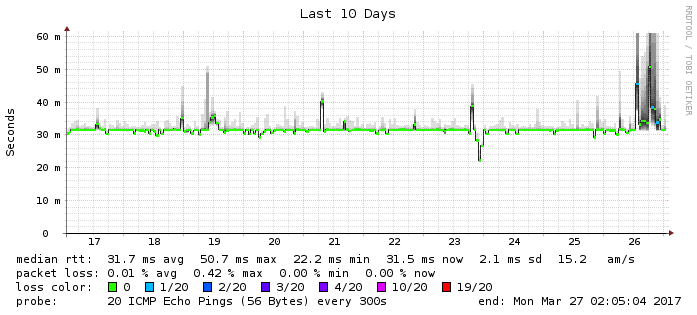 Last 10 Days
RRDTOOL / TOBI OETIKER
Seconds
60 m
50 m
40 m
30 m
20 m
10 m
0
17 18 19 20 21 22 23 24 25 26
median rtt: 31.7 ms avg 50.7 ms max 22.2 ms min 31.5 ms now 2.1 ms sd 15.2 am/s
packet loss: 0.01 % avg 0.42 % max 0.00 % min 0.00 % now
loss color: 0 1/20 2/20 3/20 4/20 10/20 19/20
probe: 20 ICMP Echo Pings (56 Bytes) every 300s end: Mon Mar 27 02:05:04 2017